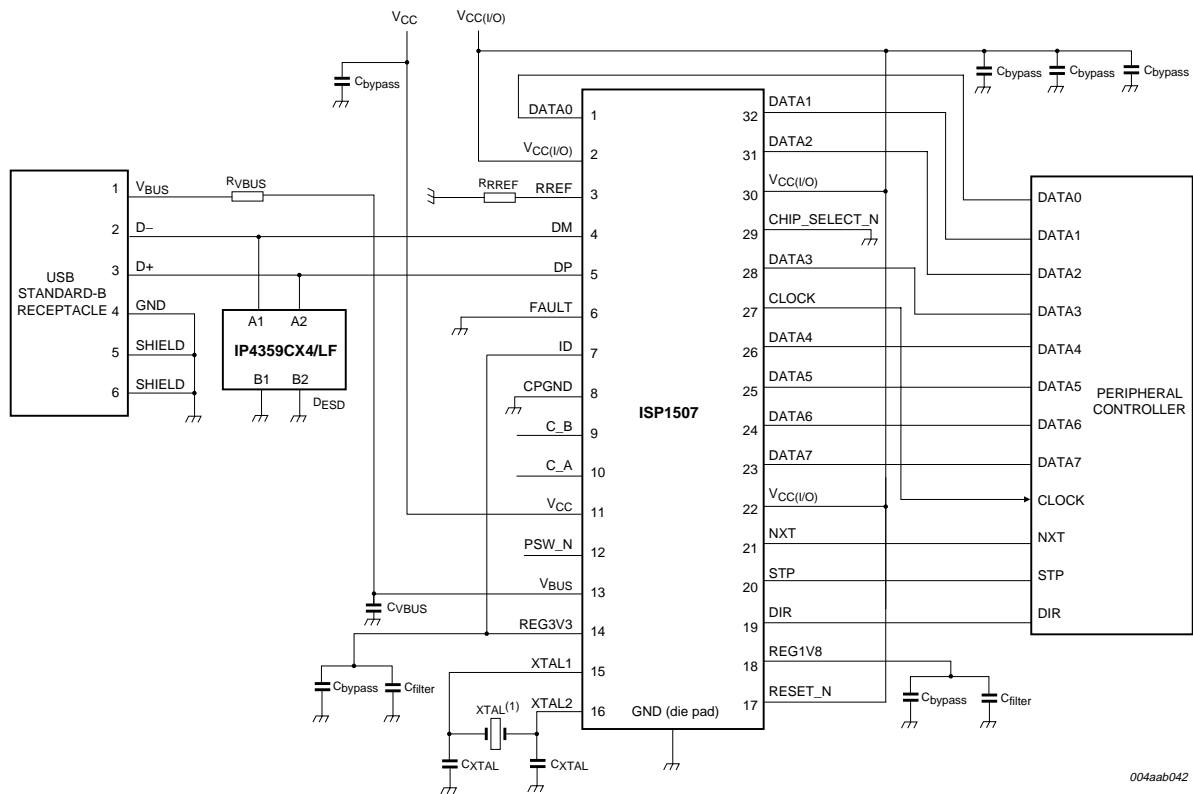 VCC
VCC(I/O)
Cbypass
Cbypass
Cbypass
Cbypass
USB
STANDARD-B
RECEPTACLE
1
VBUS
RVBUS
2
D−
3
D+
4
GND
5
SHIELD
6
SHIELD
A1
A2
IP4359CX4/LF
B1
B2
DESD
DATA0
1
VCC(I/O)
2
RRREF
RREF
3
DM
4
DP
5
FAULT
6
ID
7
CPGND
8
C_B
9
C_A
10
VCC
11
PSW_N
12
VBUS
13
CVBUS
REG3V3
14
Cbypass
Cfilter
XTAL1
15
XTAL2
16
XTAL(1)
CXTAL
CXTAL
ISP1507
GND (die pad)
32
DATA1
31
DATA2
30
VCC(I/O)
29
CHIP_SELECT_N
28
DATA3
27
CLOCK
26
DATA4
25
DATA5
24
DATA6
23
DATA7
22
VCC(I/O)
21
NXT
20
STP
19
DIR
18
REG1V8
17
RESET_N
Cbypass
Cfilter
DATA0
DATA1
DATA2
DATA3
DATA4
DATA5
DATA6
DATA7
CLOCK
NXT
STP
DIR
PERIPHERAL
CONTROLLER
004aab042